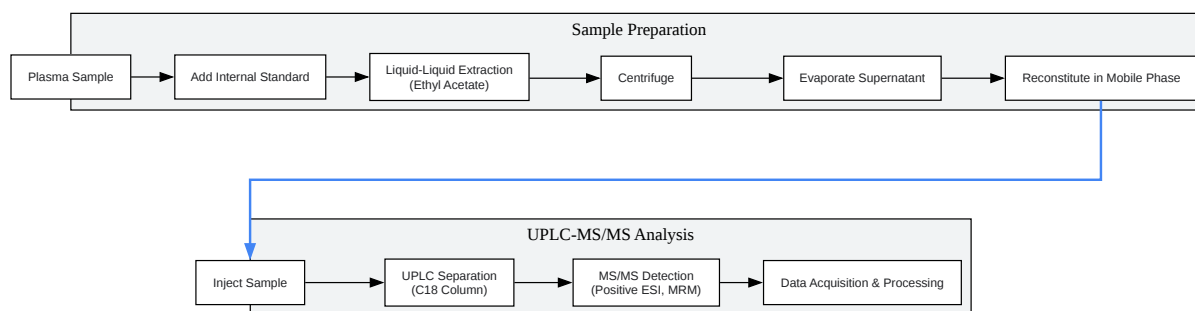 Sample Preparation
Plasma Sample
Add Internal Standard
Liquid-Liquid Extraction
(Ethyl Acetate)
Centrifuge
Evaporate Supernatant
Reconstitute in Mobile Phase
UPLC-MS/MS Analysis
Inject Sample
UPLC Separation
(C18 Column)
MS/MS Detection
(Positive ESI, MRM)
Data Acquisition & Processing